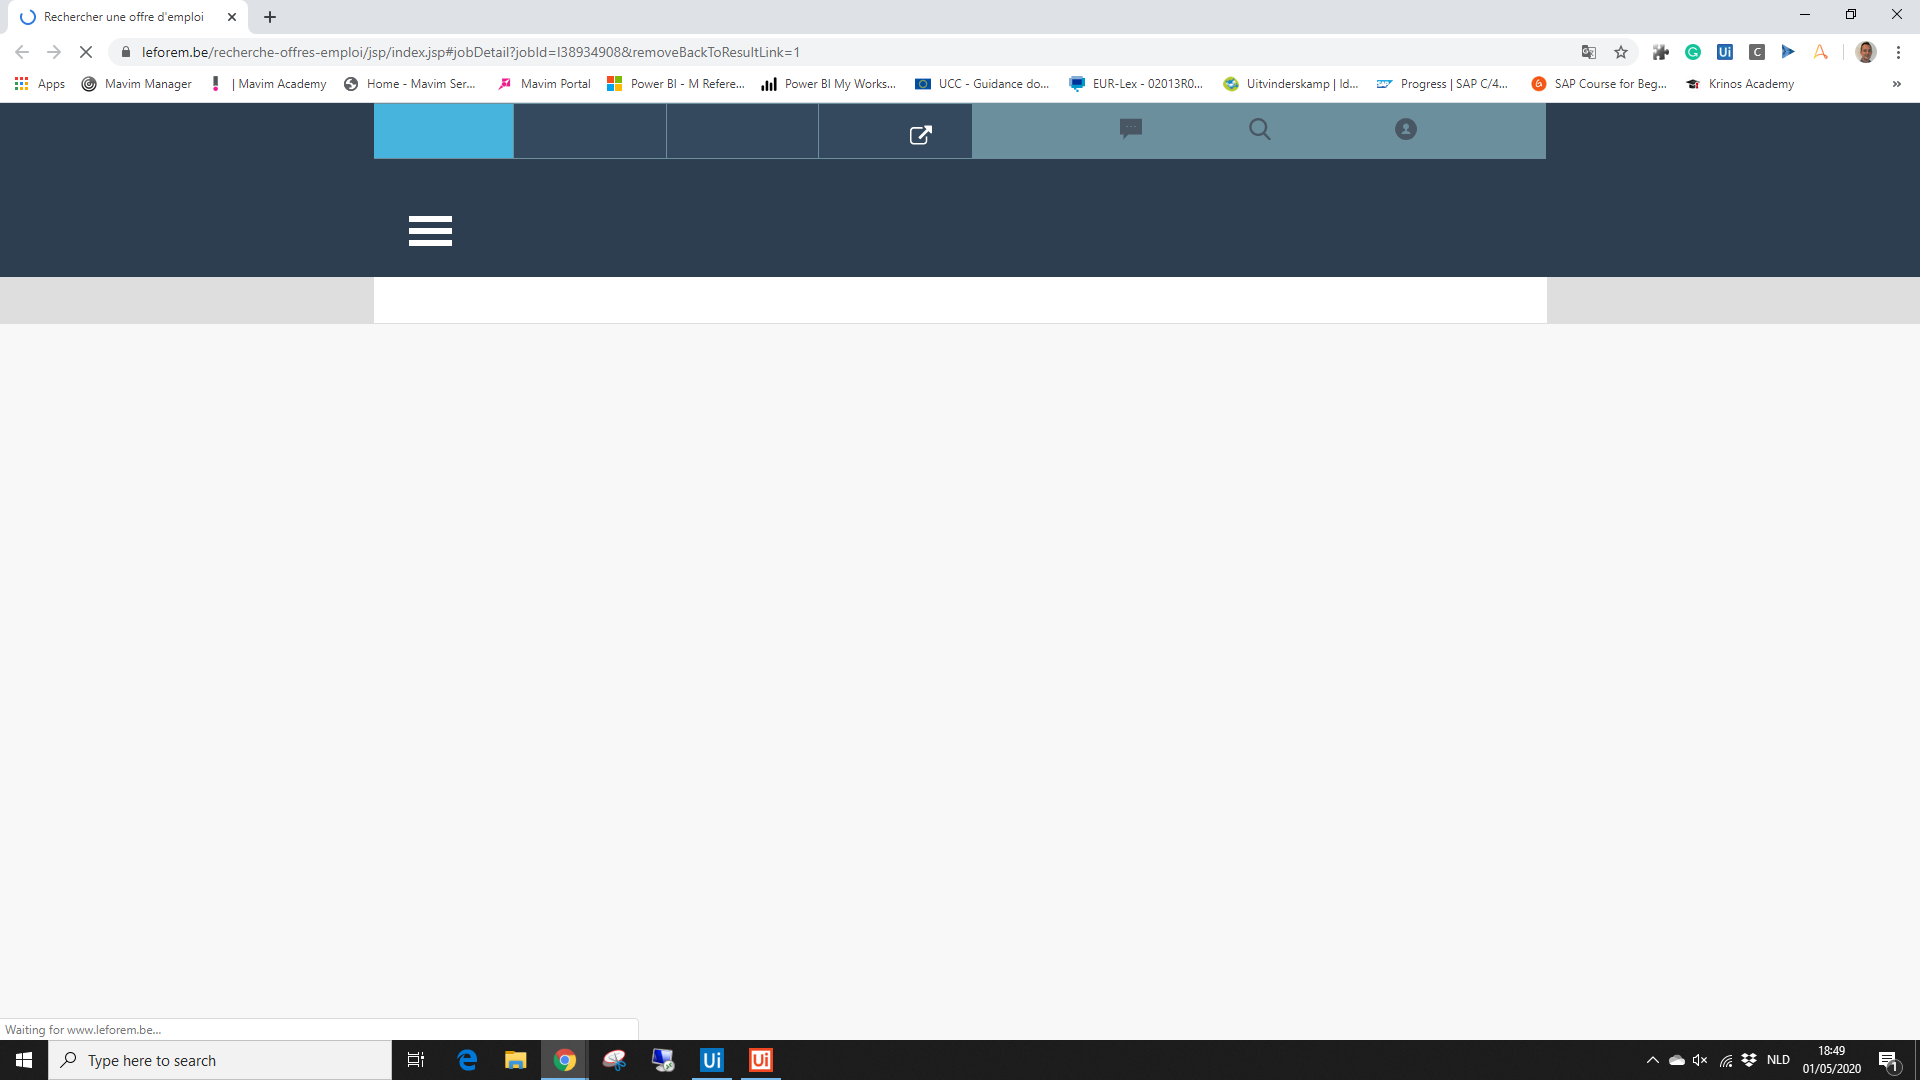 Rechercher une offre d'emploi
leforem.be/recherche-offres-emploi/jsp/index.jsp#jobDetail?jobId=I38934908&removeBackToResultLink=1
Apps Mavim Manager | Mavim Academy Home - Mavim Ser... Mavim Portal Power BI - M Refere... Power BI My Works... UCC - Guidance do... EUR-Lex - 02013R0... Uitvinderskamp | Id... Progress | SAP C/4... SAP Course for Beg... Krinos Academy »
Waiting for www.leforem.be...
Type here to search
Ui
Ui
NLD
18:49
01/05/2020
1